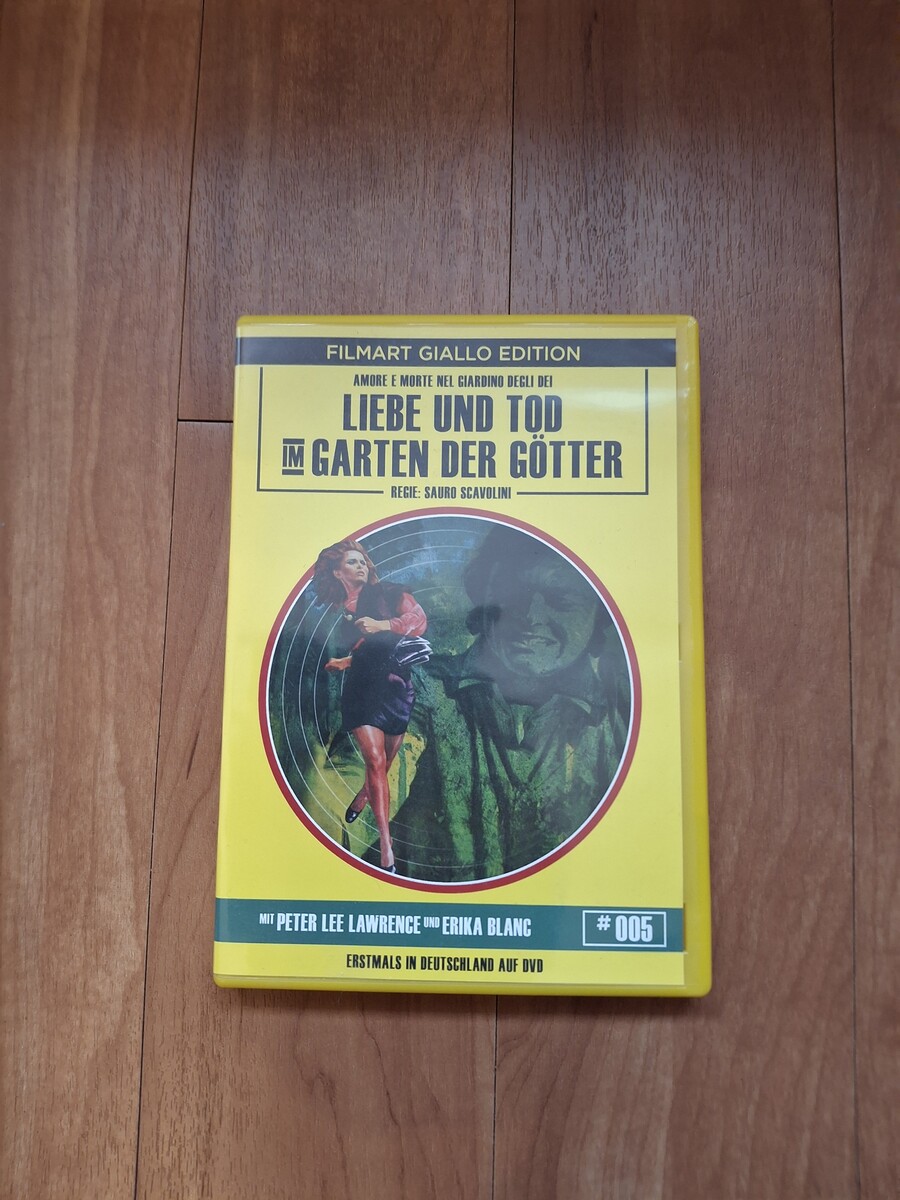 FILMART GIALLO EDITION
AMORE E MORTE NEL GIARDINO DEGLI DEI
LIEBE UND TOD
IM GARTEN DER GÖTTER
REGIE: SAURO SCAVOLINI
MIT PETER LEE LAWRENCE UND ERIKA BLANC
#005
ERSTMALS IN DEUTSCHLAND AUF DVD